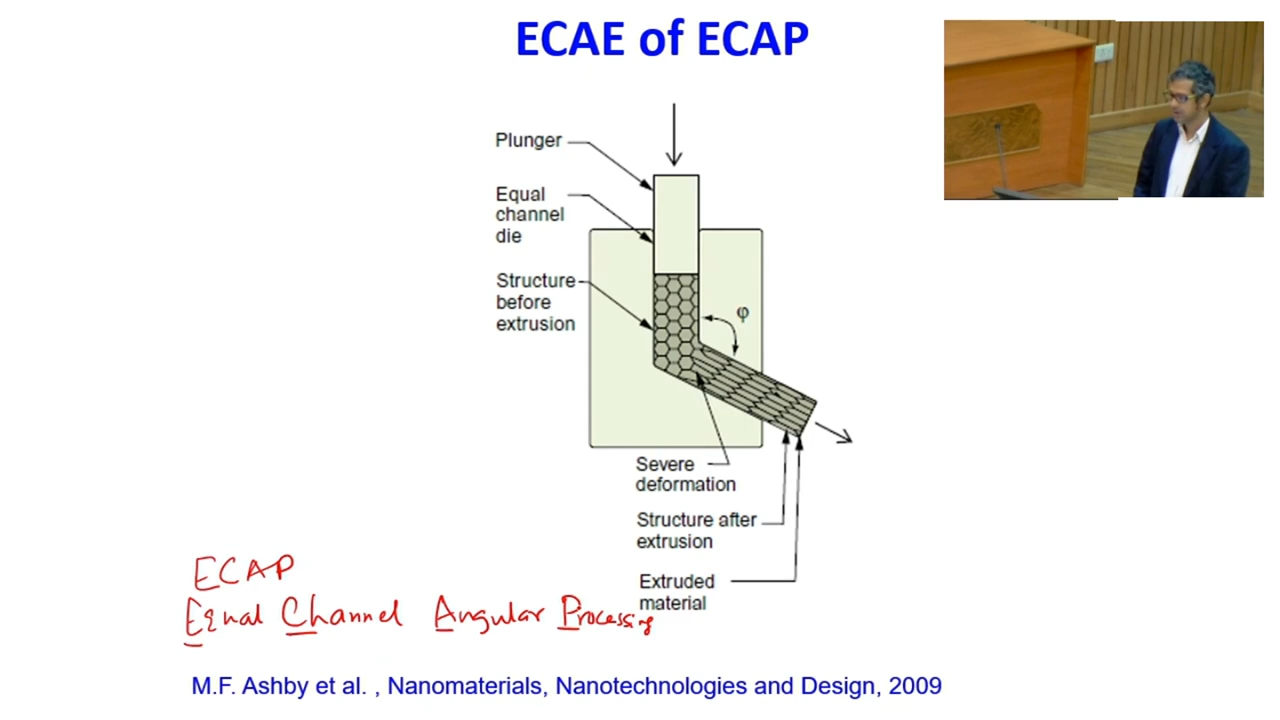 ECAE of ECAP
Plunger
Equal
channel
die
Structure
before
extrusion
φ
Severe
deformation
Structure after
extrusion
Extruded
material
ECAP
Equal Channel Angular Processing
M.F. Ashby et al. , Nanomaterials, Nanotechnologies and Design, 2009